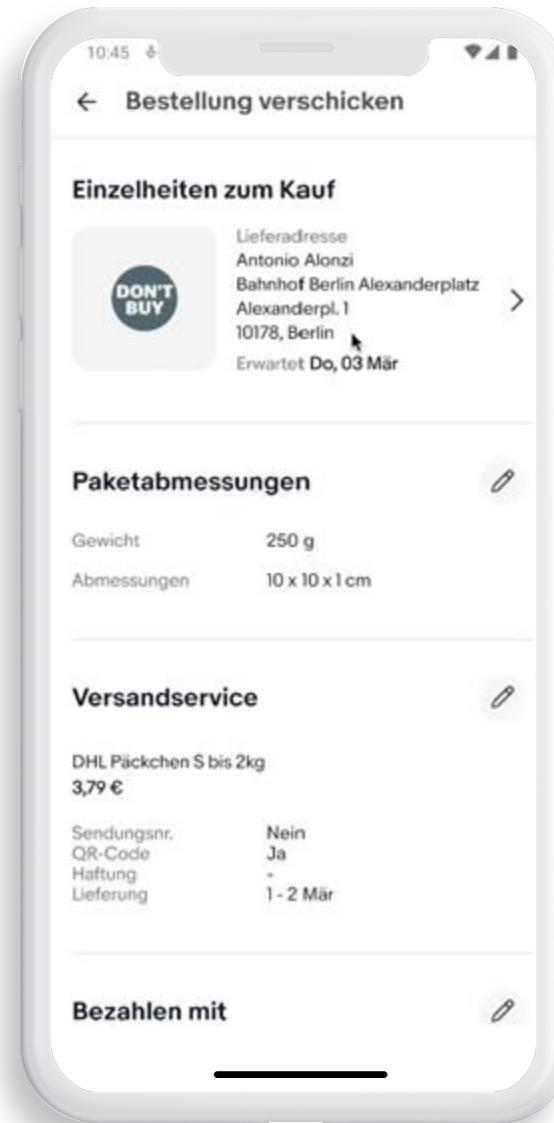 10:45
Bestellung verschicken
Einzelheiten zum Kauf
DON'T
BUY
Lieferadresse
Antonio Alonzi
Bahnhof Berlin Alexanderplatz
Alexanderpl. 1
10178, Berlin
Erwartet Do, 03 Mär
Paketabmessungen
Gewicht 250 g
Abmessungen 10 x 10 x 1 cm
Versandservice
DHL Päckchen S bis 2kg
3,79 €
Sendungsnr. Nein
QR-Code Ja
Haftung -
Lieferung 1 - 2 Mär
Bezahlen mit